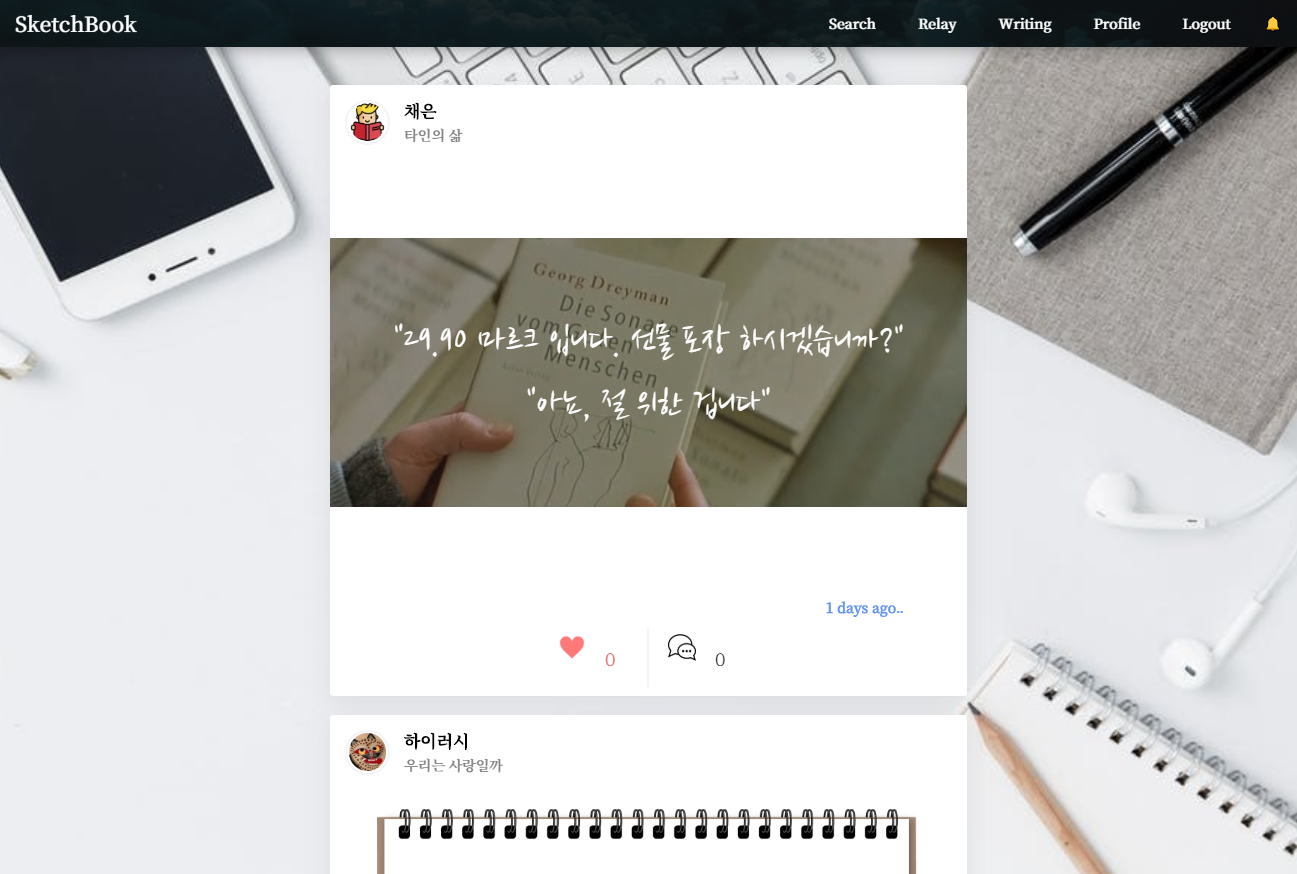 SketchBook
Search Relay Writing Profile Logout
채은
타인의 삶
Georg Dreyman
Die Sonate
vom Guten
Menschen
"29.90 마르크 입니다. 선물 포장 하시겠습니까?"
"아뇨, 절 위한 겁니다"
1 days ago..
0 0
하이러시
우리는 사랑일까